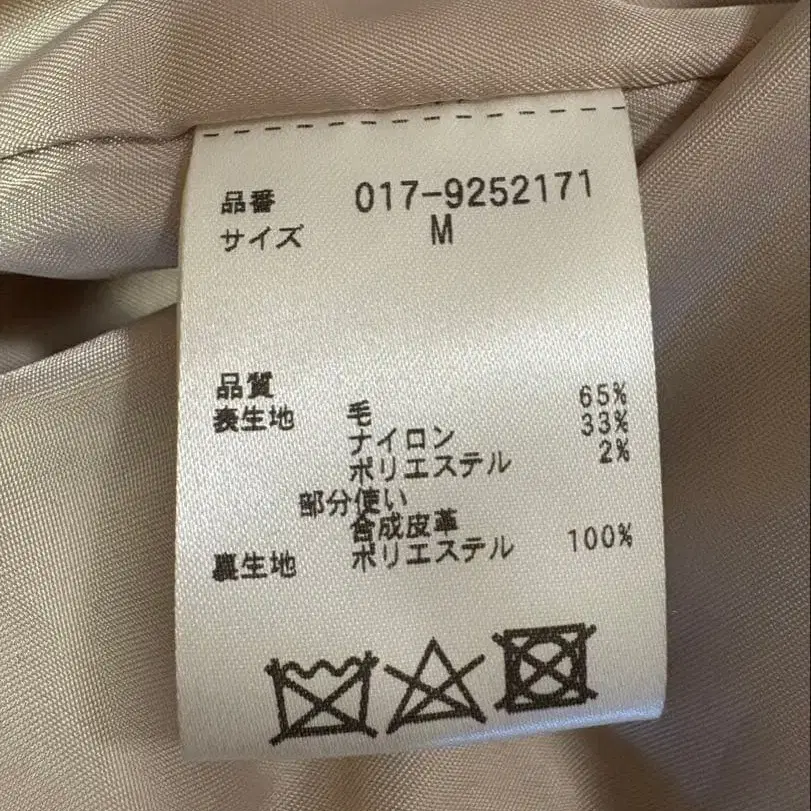 品番 017-9252171
サイズ M
品質
表生地 毛 65%
ナイロン 33%
ポリエステル 2%
部分使い
合成皮革
裏生地 ポリエステル 100%